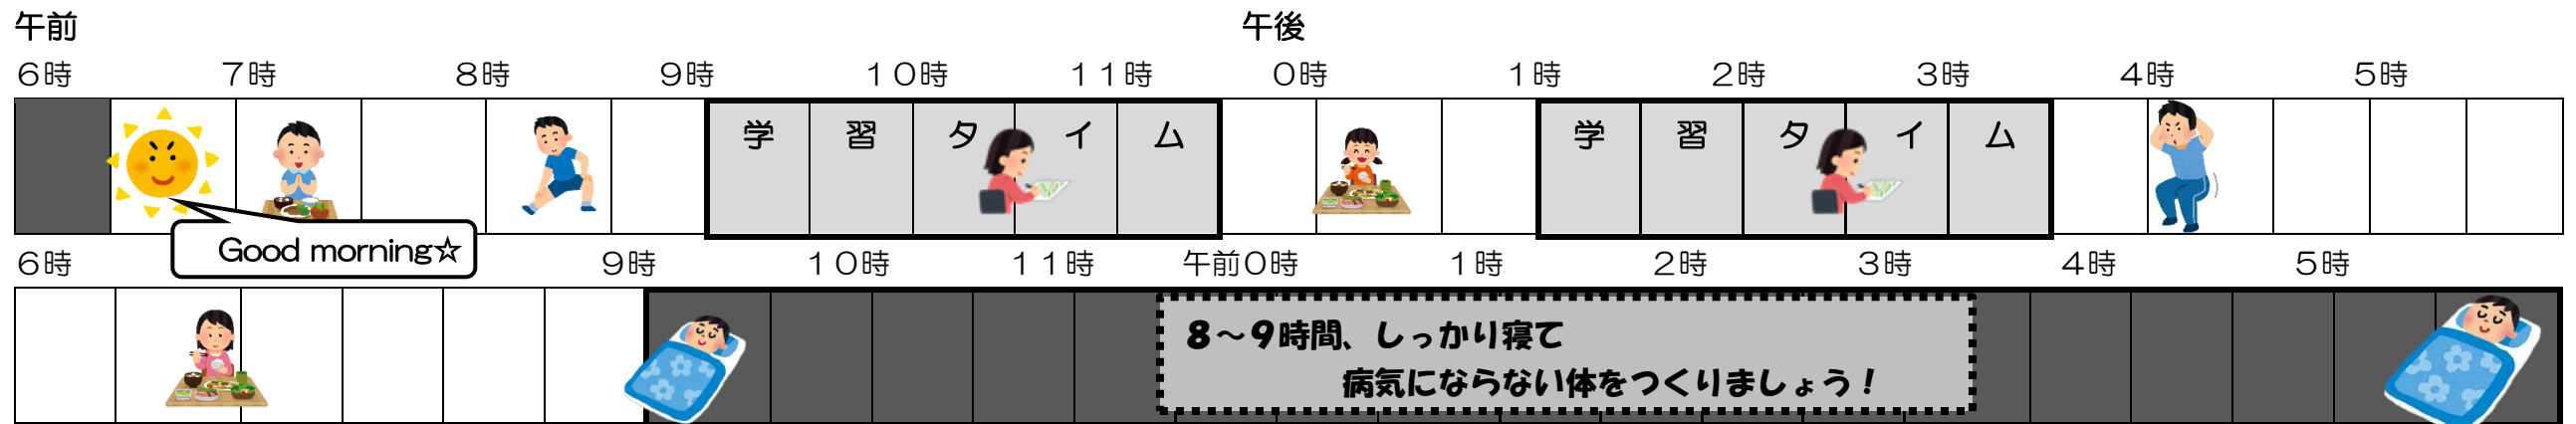 午前 午後
６時 ７時 ８時 ９時 １０時 １１時 ０時 １時 ２時 ３時 ４時 ５時
学 習 タ イ ム 学 習 タ イ ム
Good morning☆
６時 ９時 １０時 １１時 午前０時 １時 ２時 ３時 ４時 ５時
８～９時間、しっかり寝て
病気にならない体をつくりましょう！